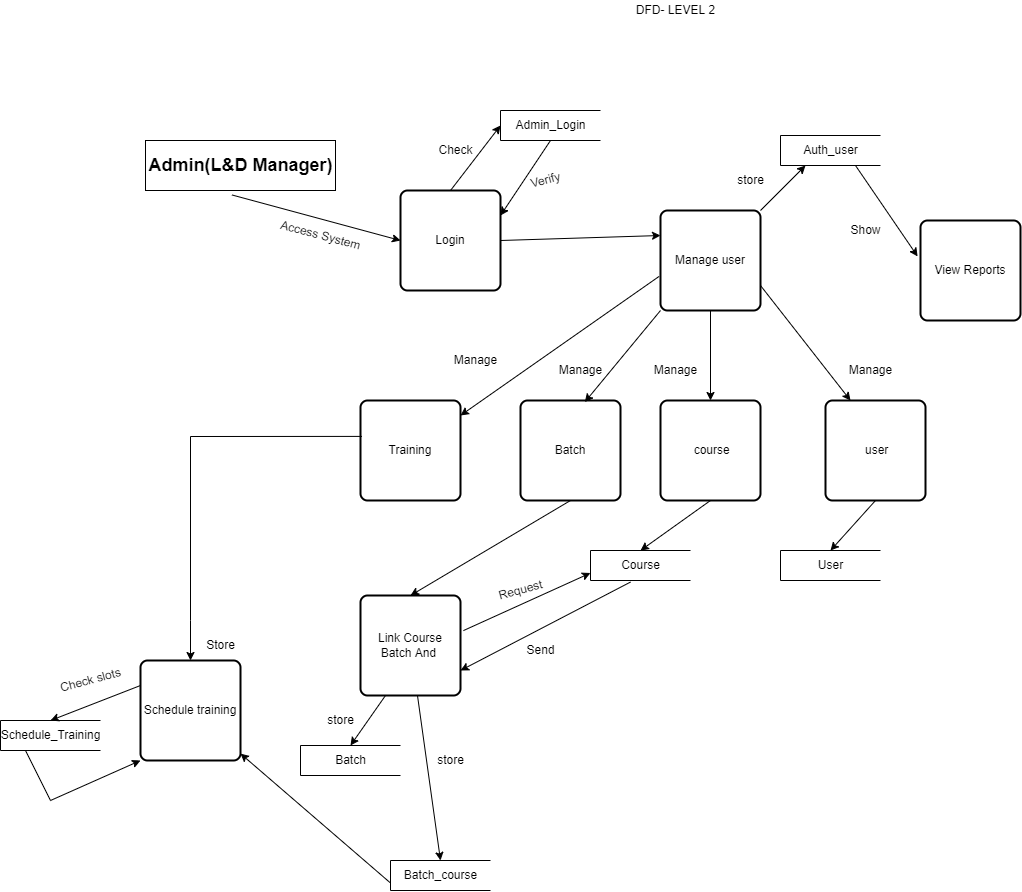 DFD- LEVEL 2
Admin_Login
Check
Auth_user
Admin(L&D Manager)
Verify
store
Access System
Login
Show
Manage user
View Reports
Manage
Manage
Manage
Manage
Training
Batch
course
user
Course
User
Request
Link Course
Batch And
Send
Store
Check slots
Schedule training
store
Schedule_Training
Batch
store
Batch_course